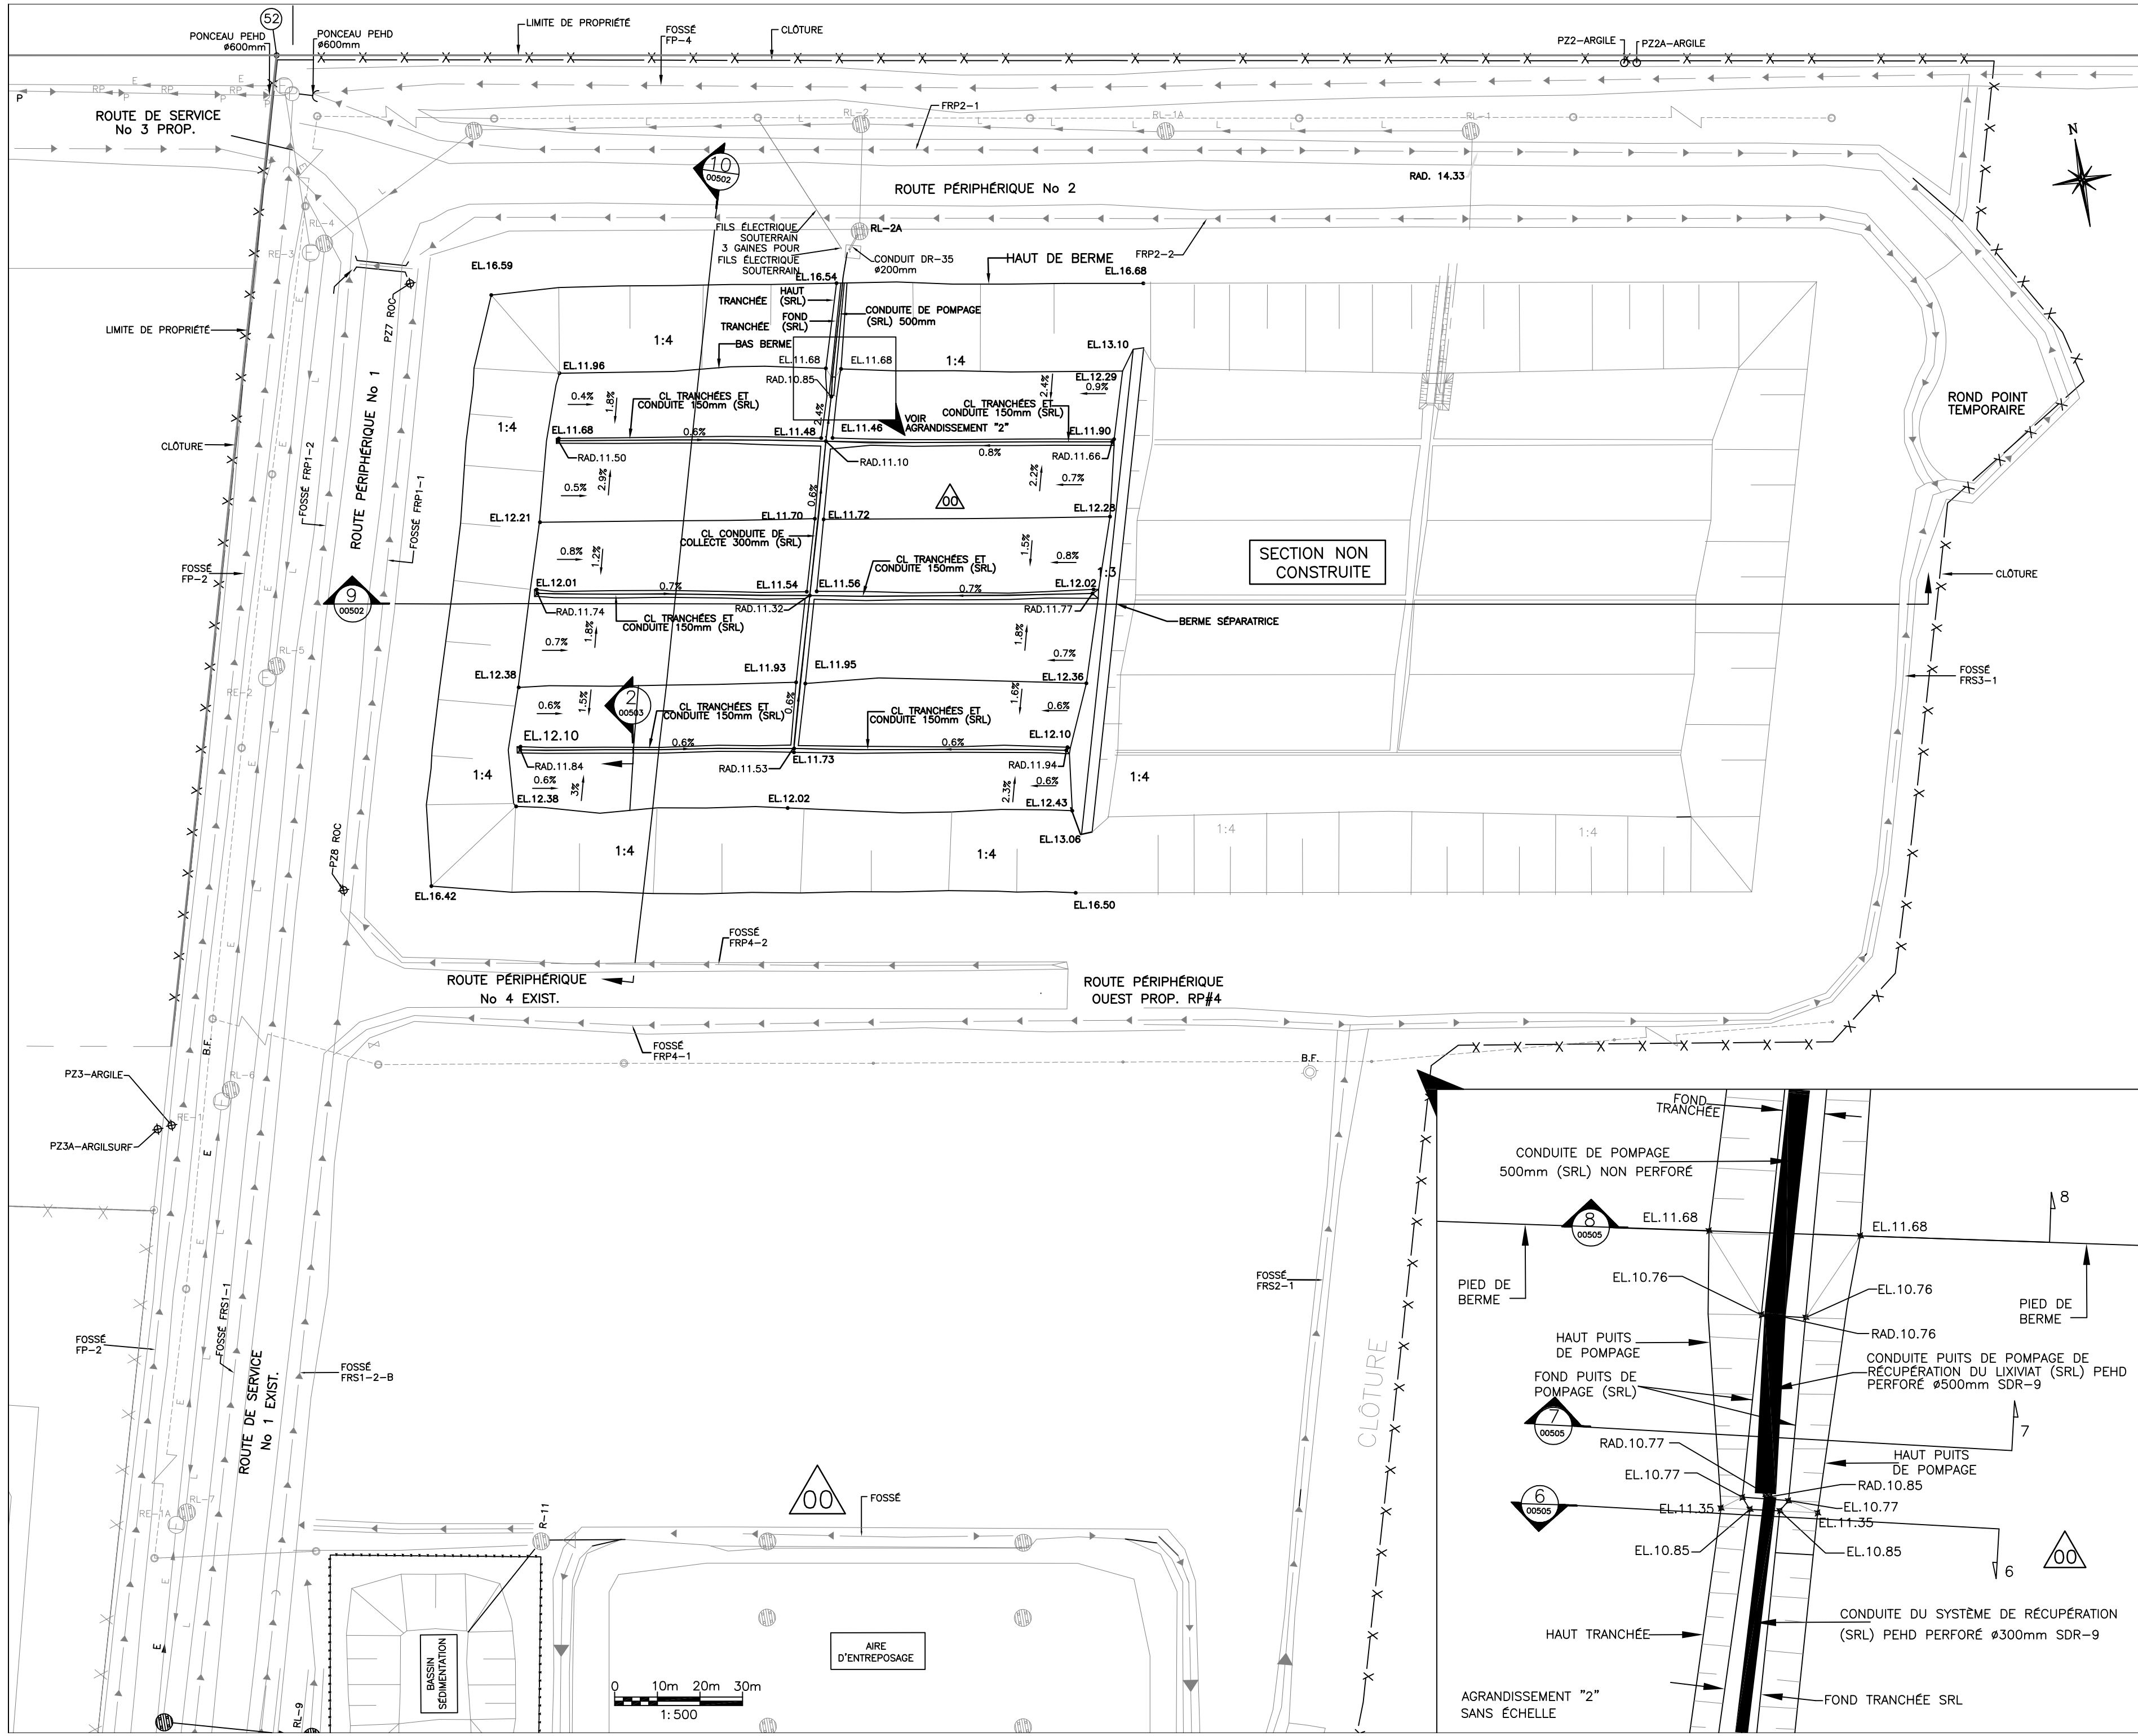 52
PONCEAU PEHD
ø600mm
PONCEAU PEHD
ø600mm
LIMITE DE PROPRIÉTÉ
FOSSÉ
FP-4
CLÔTURE
PZ2-ARGILE
PZ2A-ARGILE
P
E
E
RP
RP
RP
P
P
P
ROUTE DE SERVICE
No 3 PROP.
FRP2-1
RL-2
RL-1A
RL-1
L
L
L
L
L
L
L
L
N
10
00502
ROUTE PÉRIPHÉRIQUE No 2
RAD. 14.33
RL-4
RE-3
FILS ÉLECTRIQUE
SOUTERRAIN
3 GAINES POUR
FILS ÉLECTRIQUE
SOUTERRAIN
RL-2A
CONDUIT DR-35
ø200mm
HAUT DE BERME
FRP2-2
EL.16.59
EL.16.54
EL.16.68
PZ7 ROC
HAUT
TRANCHÉE (SRL)
FOND
TRANCHÉE (SRL)
CONDUITE DE POMPAGE
(SRL) 500mm
LIMITE DE PROPRIÉTÉ
1:4
BAS BERME
EL.13.10
EL.11.96
EL.11.68
EL.11.68
1:4
RAD.10.85
EL.12.29
0.9%
2.4%
0.4%
1.8%
CL TRANCHÉES ET
CONDUITE 150mm (SRL)
2.4%
VOIR
AGRANDISSEMENT "2"
CL TRANCHÉES ET
CONDUITE 150mm (SRL)
ROND POINT
TEMPORAIRE
ROUTE PÉRIPHÉRIQUE No 1
1:4
EL.11.68
0.6%
EL.11.48
EL.11.46
EL.11.90
CLÔTURE
FOSSÉ FRP1-2
FOSSÉ FRP1-1
RAD.11.50
RAD.11.10
0.8%
RAD.11.66
0.5%
2.9%
0.6%
00
2.2%
0.7%
EL.12.21
EL.11.70
EL.11.72
EL.12.28
CL CONDUITE DE
COLLECTE 300mm (SRL)
0.8%
1.2%
CL TRANCHÉES ET
CONDUITE 150mm (SRL)
1.5%
0.8%
SECTION NON
CONSTRUITE
1:3
FOSSÉ
FP-2
CLÔTURE
EL.12.01
0.7%
EL.11.54
EL.11.56
0.7%
EL.12.02
9
00502
RAD.11.74
RAD.11.32
RAD.11.77
CL TRANCHÉES ET
CONDUITE 150mm (SRL)
BERME SÉPARATRICE
0.7%
1.8%
1.8%
0.7%
RL-5
RE-2
EL.12.38
EL.11.93
EL.11.95
EL.12.36
FOSSÉ
FRS3-1
0.6%
1.5%
2
00503
CL TRANCHÉES ET
CONDUITE 150mm (SRL)
0.6%
CL TRANCHÉES ET
CONDUITE 150mm (SRL)
1.6%
0.6%
EL.12.10
0.6%
0.6%
EL.12.10
RAD.11.84
RAD.11.53
EL.11.73
RAD.11.94
1:4
0.6%
3%
2.3%
0.6%
1:4
EL.12.38
EL.12.02
EL.12.43
1:4
1:4
EL.13.06
1:4
1:4
PZ8 ROC
EL.16.42
EL.16.50
FOSSÉ
FRP4-2
ROUTE PÉRIPHÉRIQUE
No 4 EXIST.
ROUTE PÉRIPHÉRIQUE
OUEST PROP. RP#4
B.F.
FOSSÉ
FRP4-1
B.F.
PZ3-ARGILE
RL-6
RE-1
PZ3A-ARGILSURF
E
FOND
TRANCHÉE
CONDUITE DE POMPAGE
500mm (SRL) NON PERFORÉ
8
8
00505
EL.11.68
EL.11.68
FOSSÉ
FRS2-1
PIED DE
BERME
EL.10.76
EL.10.76
PIED DE
BERME
RAD.10.76
FOSSÉ
FP-2
FOSSÉ FRS1-1
FOSSÉ
FRS1-2-B
HAUT PUITS
DE POMPAGE
CONDUITE PUITS DE POMPAGE DE
RÉCUPÉRATION DU LIXIVIAT (SRL) PEHD
PERFORÉ ø500mm SDR-9
FOND PUITS DE
POMPAGE (SRL)
CLÔTURE
ROUTE DE SERVICE
No 1 EXIST.
7
00505
7
RAD.10.77
HAUT PUITS
DE POMPAGE
EL.10.77
RAD.10.85
RL-7
RE-1A
00
FOSSÉ
R-11
6
00505
EL.11.35
EL.10.77
EL.11.35
EL.10.85
EL.10.85
00
6
CONDUITE DU SYSTÈME DE RÉCUPÉRATION
(SRL) PEHD PERFORÉ ø300mm SDR-9
HAUT TRANCHÉE
E
BASSIN
SÉDIMENTATION
AIRE
D'ENTREPOSAGE
0 10m 20m 30m
1:500
RL-9
AGRANDISSEMENT "2"
SANS ÉCHELLE
FOND TRANCHÉE SRL